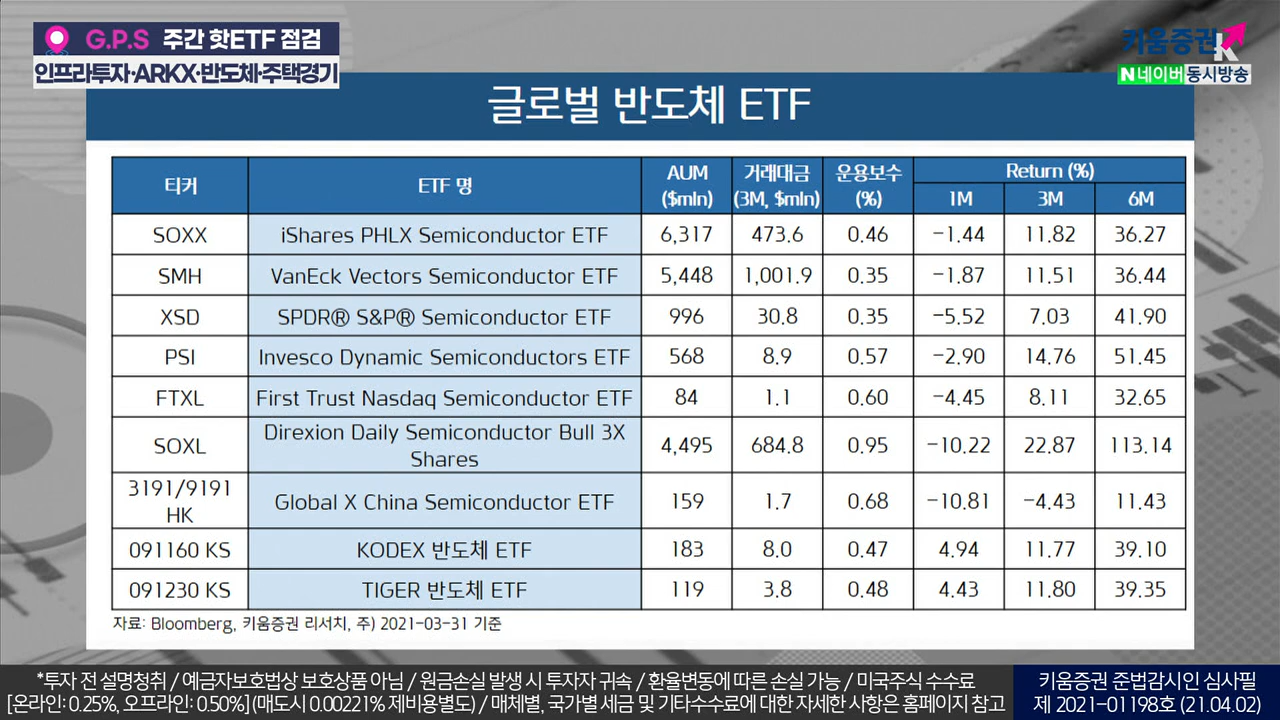 G.P.S 주간 핫ETF 점검
인프라투자·ARKX·반도체·주택경기
키움증권
N 네이버 동시방송
글로벌 반도체 ETF
티커 ETF 명 AUM ($mln) 거래대금 (3M, $mln) 운용보수 (%) Return (%)
1M 3M 6M
SOXX iShares PHLX Semiconductor ETF 6,317 473.6 0.46 -1.44 11.82 36.27
SMH VanEck Vectors Semiconductor ETF 5,448 1,001.9 0.35 -1.87 11.51 36.44
XSD SPDR® S&P® Semiconductor ETF 996 30.8 0.35 -5.52 7.03 41.90
PSI Invesco Dynamic Semiconductors ETF 568 8.9 0.57 -2.90 14.76 51.45
FTXL First Trust Nasdaq Semiconductor ETF 84 1.1 0.60 -4.45 8.11 32.65
SOXL Direxion Daily Semiconductor Bull 3X Shares 4,495 684.8 0.95 -10.22 22.87 113.14
3191/9191 HK Global X China Semiconductor ETF 159 1.7 0.68 -10.81 -4.43 11.43
091160 KS KODEX 반도체 ETF 183 8.0 0.47 4.94 11.77 39.10
091230 KS TIGER 반도체 ETF 119 3.8 0.48 4.43 11.80 39.35
자료: Bloomberg, 키움증권 리서치, 주) 2021-03-31 기준
*투자 전 설명청취 / 예금자보호법상 보호상품 아님 / 원금손실 발생 시 투자자 귀속 / 환율변동에 따른 손실 가능 / 미국주식 수수료
[온라인: 0.25%, 오프라인: 0.50%] (매도시 0.00221% 제비용별도) / 매체별, 국가별 세금 및 기타수수료에 대한 자세한 사항은 홈페이지 참고
키움증권 준법감시인 심사필
제 2021-01198호 (21.04.02)